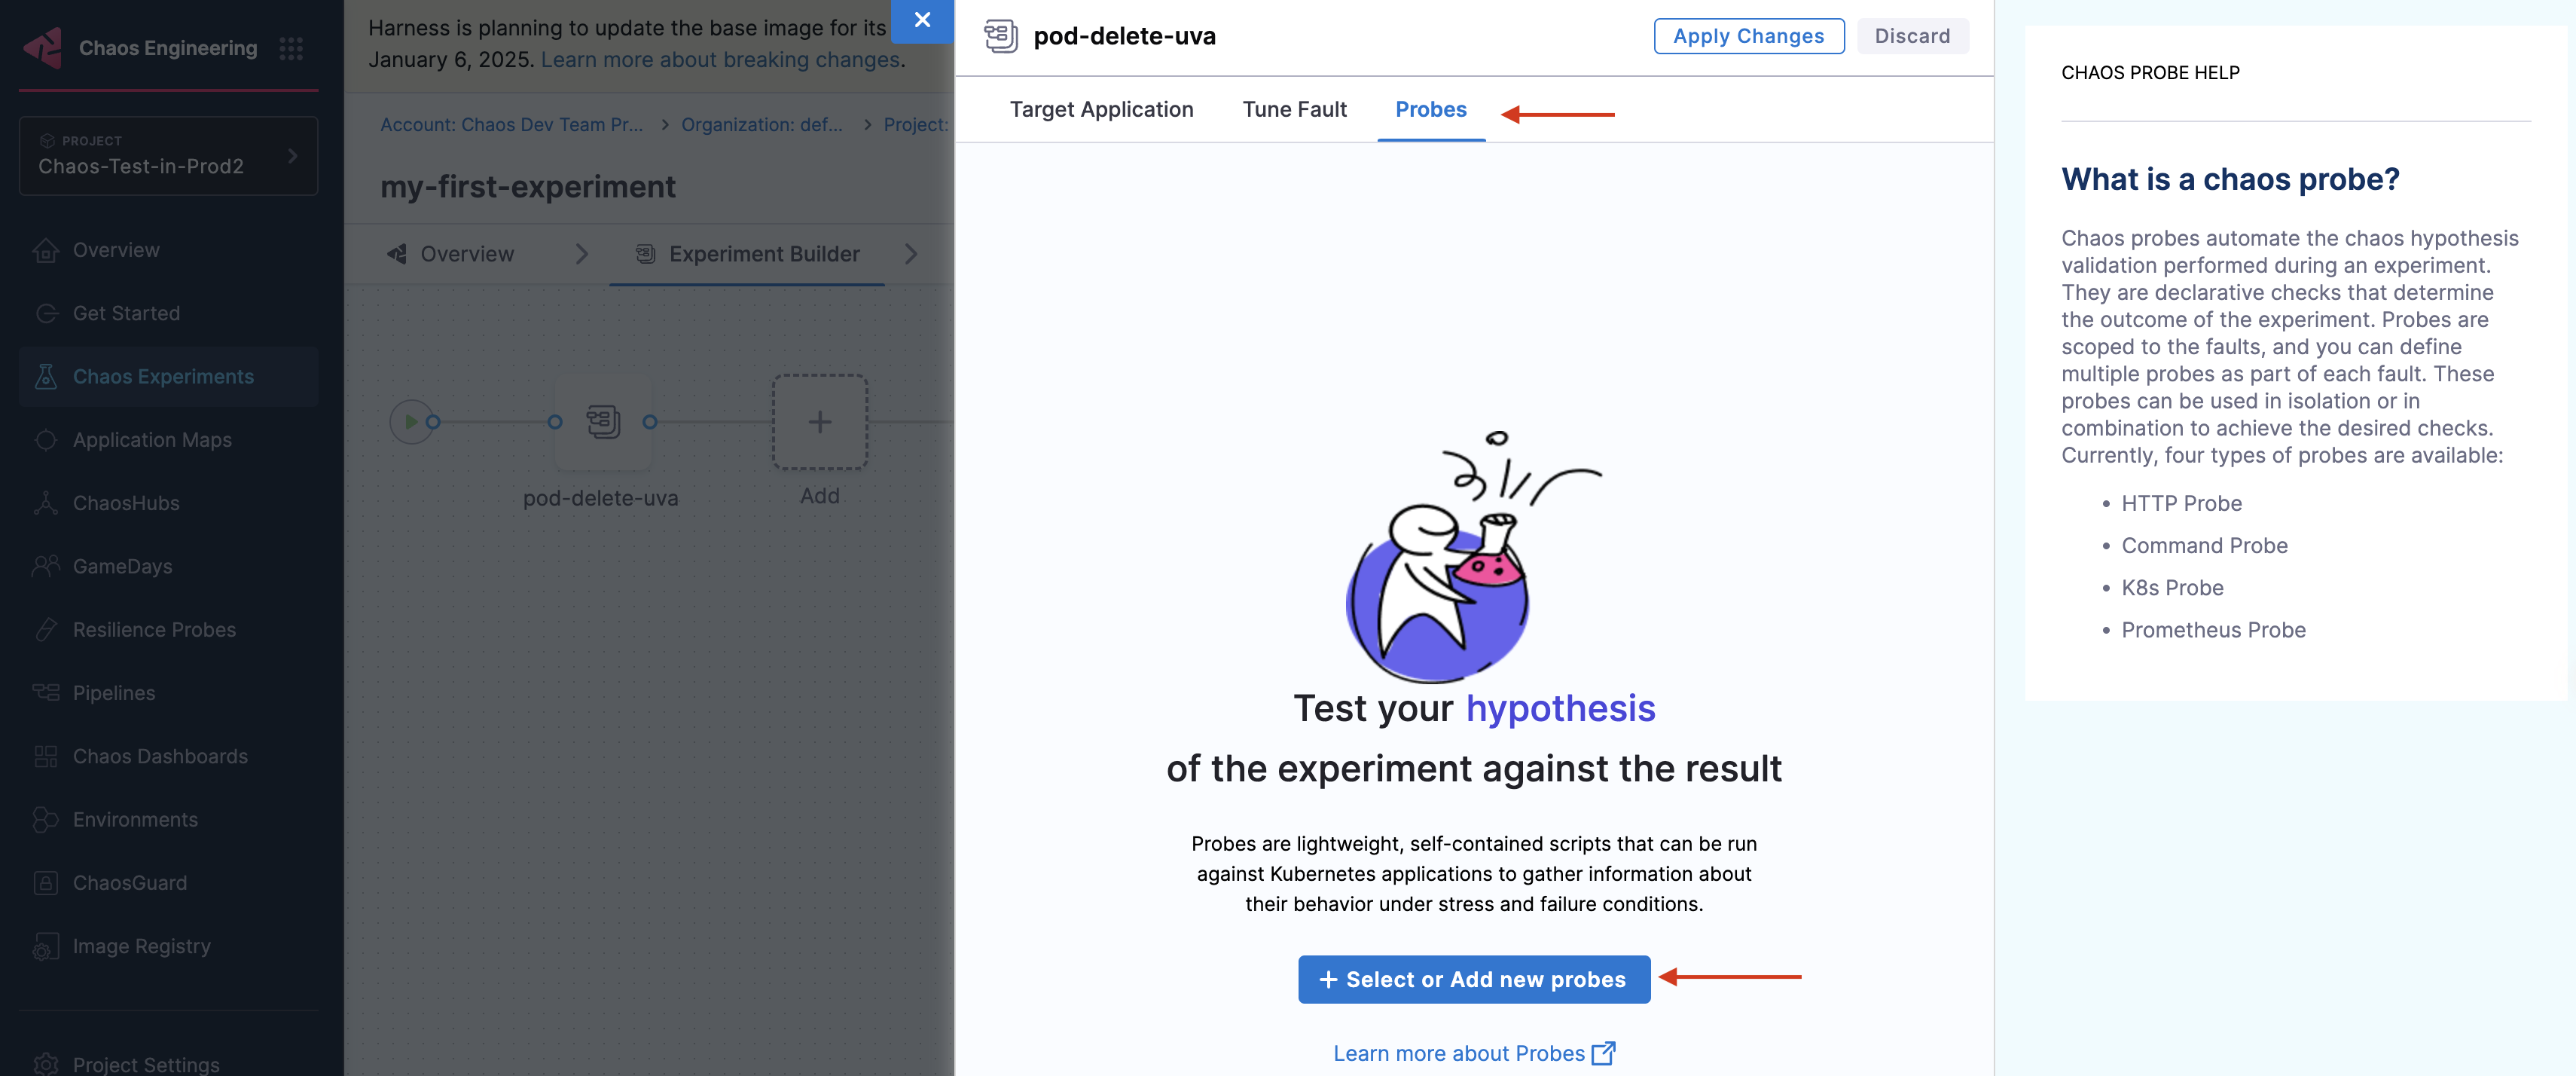 Chaos Engineering
PROJECT
Chaos-Test-in-Prod2
Overview
Get Started
Chaos Experiments
Application Maps
ChaosHubs
GameDays
Resilience Probes
Pipelines
Chaos Dashboards
Environments
ChaosGuard
Image Registry
Project Settings
Harness is planning to update the base image for its
January 6, 2025. Learn more about breaking changes.
Account: Chaos Dev Team Pr... > Organization: def... > Project:
my-first-experiment
Overview > Experiment Builder >
pod-delete-uva
Add
pod-delete-uva
Apply Changes
Discard
Target Application
Tune Fault
Probes
Test your hypothesis
of the experiment against the result
Probes are lightweight, self-contained scripts that can be run
against Kubernetes applications to gather information about
their behavior under stress and failure conditions.
+ Select or Add new probes
Learn more about Probes
CHAOS PROBE HELP
What is a chaos probe?
Chaos probes automate the chaos hypothesis
validation performed during an experiment.
They are declarative checks that determine
the outcome of the experiment. Probes are
scoped to the faults, and you can define
multiple probes as part of each fault. These
probes can be used in isolation or in
combination to achieve the desired checks.
Currently, four types of probes are available:
• HTTP Probe
• Command Probe
• K8s Probe
• Prometheus Probe